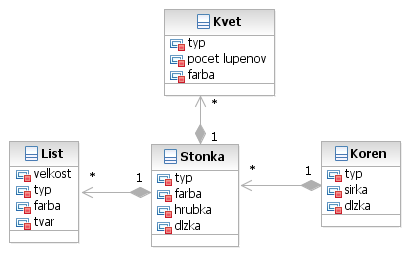 Kvet
typ
pocet lupenov
farba
*
1
List
velkost
typ
farba
tvar
*
1
Stonka
typ
farba
hrubka
dlzka
*
1
Koren
typ
sirka
dlzka